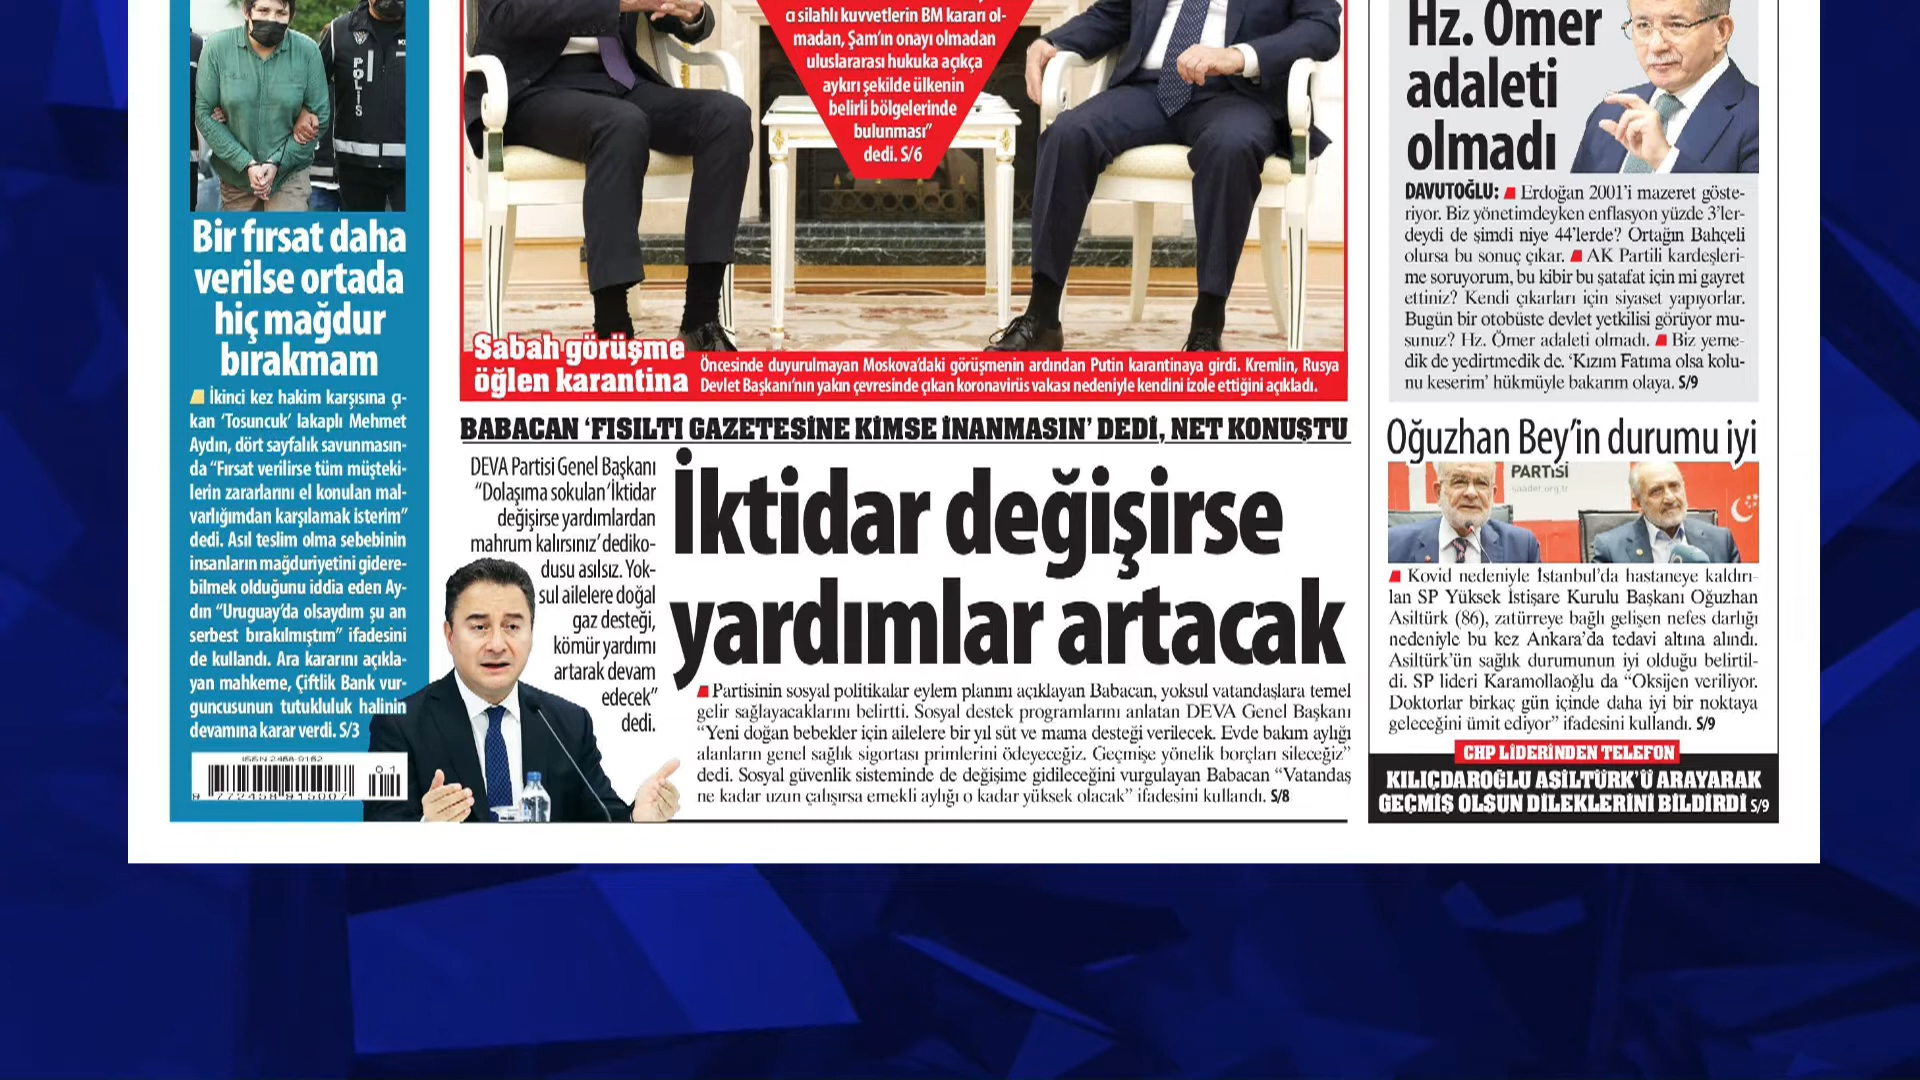 POLİS
Bir fırsat daha
verilse ortada
hiç mağdur
bırakmam
İkinci kez hakim karşısına çı-
kan ‘Tosuncuk’ lakaplı Mehmet
Aydın, dört sayfalık savunmasın-
da “Fırsat verilirse tüm müşteki-
lerin zararlarını el konulan mal-
varlığımdan karşılamak isterim”
dedi. Asıl teslim olma sebebinin
insanların mağduriyetini gidere-
bilmek olduğunu iddia eden Ay-
dın “Uruguay’da olsaydım şu an
serbest bırakılmıştım” ifadesini
de kullandı. Ara kararını açıkla-
yan mahkeme, Çiftlik Bank vur-
guncusunun tutukluluk halinin
devamına karar verdi. S/3
ISSN 2458-9152
01
9 772458 915007
cı silahlı kuvvetlerin BM kararı ol-
madan, Şam’ın onayı olmadan
uluslararası hukuka açıkça
aykırı şekilde ülkenin
belirli bölgelerinde
bulunması”
dedi. S/6
Sabah görüşme
öğlen karantina
Öncesinde duyurulmayan Moskova’daki görüşmenin ardından Putin karantinaya girdi. Kremlin, Rusya
Devlet Başkanı’nın yakın çevresinde çıkan koronavirüs vakası nedeniyle kendini izole ettiğini açıkladı.
BABACAN ‘FISILTI GAZETESİNE KİMSE İNANMASIN’ DEDİ, NET KONUŞTU
DEVA Partisi Genel Başkanı
“Dolaşıma sokulan ‘İktidar
değişirse yardımlardan
mahrum kalırsınız’ dediko-
dusu asılsız. Yok-
sul ailelere doğal
gaz desteği,
kömür yardımı
artarak devam
edecek”
dedi.
İktidar değişirse
yardımlar artacak
Partisinin sosyal politikalar eylem planını açıklayan Babacan, yoksul vatandaşlara temel
gelir sağlayacaklarını belirtti. Sosyal destek programlarını anlatan DEVA Genel Başkanı
“Yeni doğan bebekler için ailelere bir yıl süt ve mama desteği verilecek. Evde bakım aylığı
alanların genel sağlık sigortası primlerini ödeyeceğiz. Geçmişe yönelik borçları sileceğiz”
dedi. Sosyal güvenlik sisteminde de değişime gidileceğini vurgulayan Babacan “Vatandaş
ne kadar uzun çalışırsa emekli aylığı o kadar yüksek olacak” ifadesini kullandı. S/8
Hz. Ömer
adaleti
olmadı
DAVUTOĞLU: Erdoğan 2001’i mazeret göste-
riyor. Biz yönetimdeyken enflasyon yüzde 3’ler-
deydi de şimdi niye 44’lerde? Ortağın Bahçeli
olursa bu sonuç çıkar. AK Partili kardeşleri-
me soruyorum, bu kibir bu şatafat için mi gayret
ettiniz? Kendi çıkarları için siyaset yapıyorlar.
Bugün bir otobüste devlet yetkilisi görüyor mu-
sunuz? Hz. Ömer adaleti olmadı. Biz yeme-
dik de yedirtmedik de. ‘Kızım Fatıma olsa kolu-
nu keserim’ hükmüyle bakarım olaya. S/9
Oğuzhan Bey’in durumu iyi
PARTİSİ
saadet.org.tr
Kovid nedeniyle İstanbul’da hastaneye kaldırı-
lan SP Yüksek İstişare Kurulu Başkanı Oğuzhan
Asiltürk (86), zatürreye bağlı gelişen nefes darlığı
nedeniyle bu kez Ankara’da tedavi altına alındı.
Asiltürk’ün sağlık durumunun iyi olduğu belirtil-
di. SP lideri Karamollaoğlu da “Oksijen veriliyor.
Doktorlar birkaç gün içinde daha iyi bir noktaya
geleceğini ümit ediyor” ifadesini kullandı. S/9
CHP LİDERİNDEN TELEFON
KILIÇDAROĞLU ASİLTÜRK’Ü ARAYARAK
GEÇMİŞ OLSUN DİLEKLERİNİ BİLDİRDİ S/9